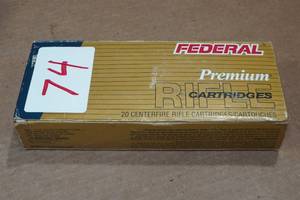 74
FEDERAL
Premium
RIFLE
CARTRIDGES
20 CENTERFIRE RIFLE CARTRIDGES/CARTOUCHES